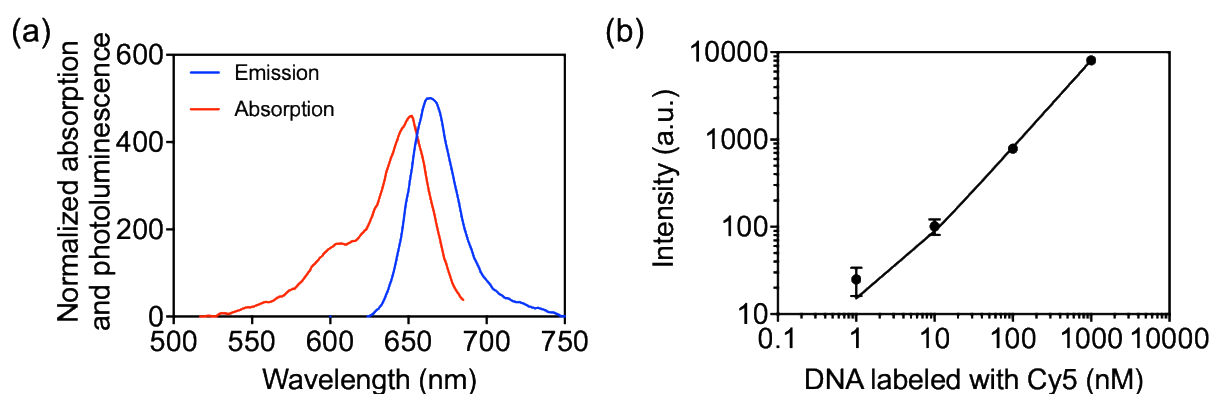 (a)
Normalized absorption
and photoluminescence
600
400
200
0
Emission
Absorption
500 550 600 650 700 750
Wavelength (nm)
(b)
Intensity (a.u.)
10000
1000
100
10
0.1 1 10 100 1000 10000
DNA labeled with Cy5 (nM)